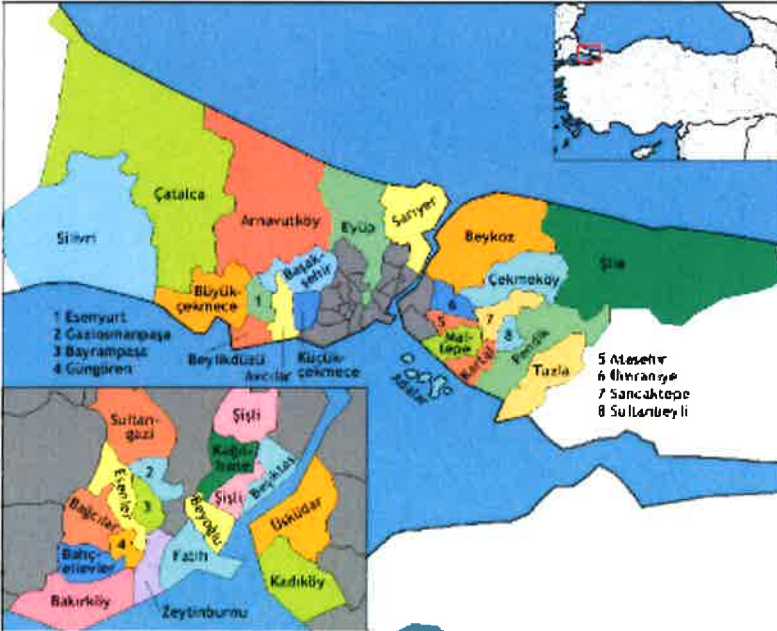 Çatalca
Silivri
Arnavutköy
Eyüp
Sarıyer
Beykoz
Şile
Çekmeköy
Başak-
şehir
Büyük-
çekmece
1
6
5
7
8
Mal-
tepe
Kartal
Pendik
Tuzla
Adalar
Beylikdüzü
Avcılar
Küçük-
çekmece
1 Esenyurt
2 Gaziosmanpaşa
3 Bayrampaşa
4 Güngören
5 Ataşehir
6 Ümraniye
7 Sancaktepe
8 Sultanbeyli
Sultan-
gazi
Şişli
Kağıt-
hane
Beşiktaş
2
Esenler
3
Şişli
Beyoğlu
Üsküdar
Bağcılar
4
Bahç-
elievler
Fatih
Bakırköy
Zeytinburnu
Kadıköy